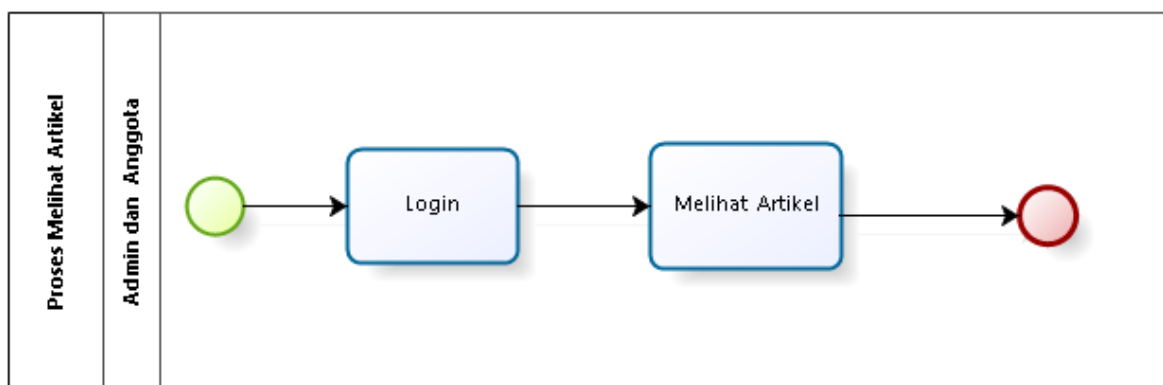 Proses Melihat Artikel
Admin dan Anggota
Login
Melihat Artikel